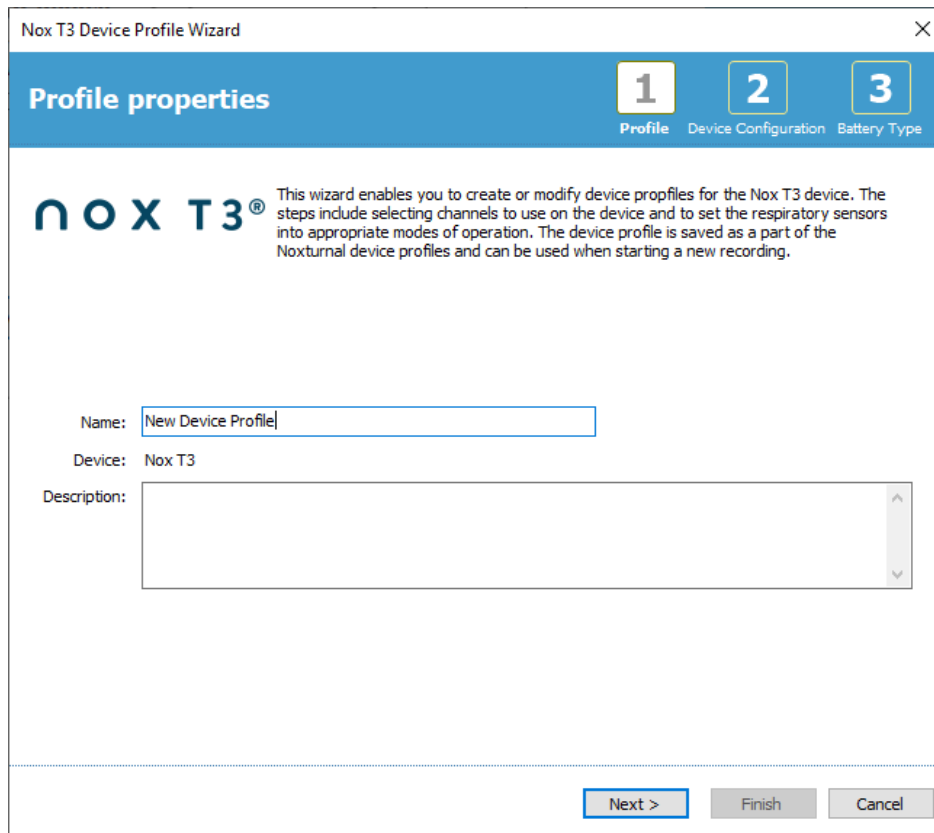 Nox T3 Device Profile Wizard
Profile properties
1
2
3
Profile
Device Configuration
Battery Type
nox T3®
This wizard enables you to create or modify device propfiles for the Nox T3 device. The
steps include selecting channels to use on the device and to set the respiratory sensors
into appropriate modes of operation. The device profile is saved as a part of the
Noxturnal device profiles and can be used when starting a new recording.
Name: New Device Profile
Device: Nox T3
Description:
Next >
Finish
Cancel